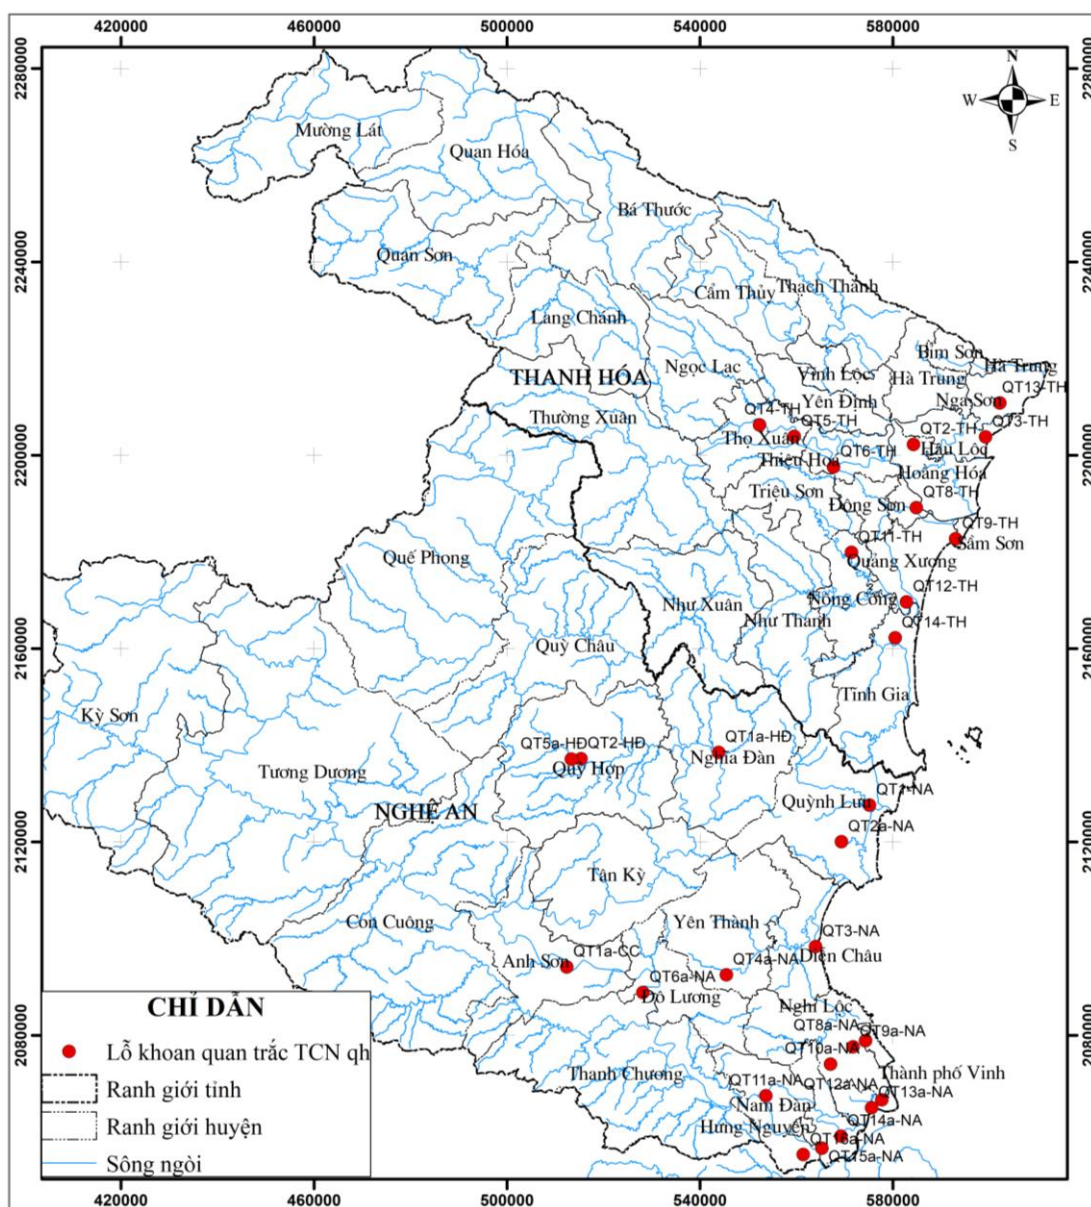 420000 460000 500000 540000 580000
2280000 2280000
N
W E
S
Mường Lát
Quan Hóa
Bá Thước
Quan Sơn
2240000 2240000
Cẩm Thủy
Thạch Thành
Lang Chánh
Bỉm Sơn
Hà Trung
Ngọc Lạc
Vĩnh Lộc
Hà Trung
THANH HÓA
QT13-TH
Yên Định
Nga Sơn
Thường Xuân
QT4-TH
QT5-TH
QT2-TH
QT3-TH
Thọ Xuân
Hậu Lộc
2200000 2200000
Thiệu Hóa
QT6-TH
Hoằng Hóa
Triệu Sơn
QT8-TH
Đông Sơn
QT9-TH
QT11-TH
Sầm Sơn
Quế Phong
Quảng Xương
QT12-TH
Như Xuân
Nông Cống
Như Thanh
QT14-TH
Quỳ Châu
2160000 2160000
Tĩnh Gia
Kỳ Sơn
QT5a-HĐ
QT2-HĐ
QT1a-HĐ
Tương Dương
Quỳ Hợp
Nghĩa Đàn
QT1-NA
Quỳnh Lưu
NGHỆ AN
QT2a-NA
2120000 2120000
Tân Kỳ
Con Cuông
Yên Thành
QT3-NA
QT1a-CC
Diễn Châu
Anh Sơn
QT4a-NA
QT6a-NA
Đô Lương
Nghi Lộc
QT8a-NA
QT9a-NA
2080000 2080000
QT10a-NA
Thanh Chương
Thành phố Vinh
QT11a-NA
QT12a-NA
QT13a-NA
Nam Đàn
QT14a-NA
Hưng Nguyên
QT16a-NA
QT15a-NA
CHỈ DẪN
Lỗ khoan quan trắc TCN qh
Ranh giới tỉnh
Ranh giới huyện
Sông ngòi
420000 460000 500000 540000 580000